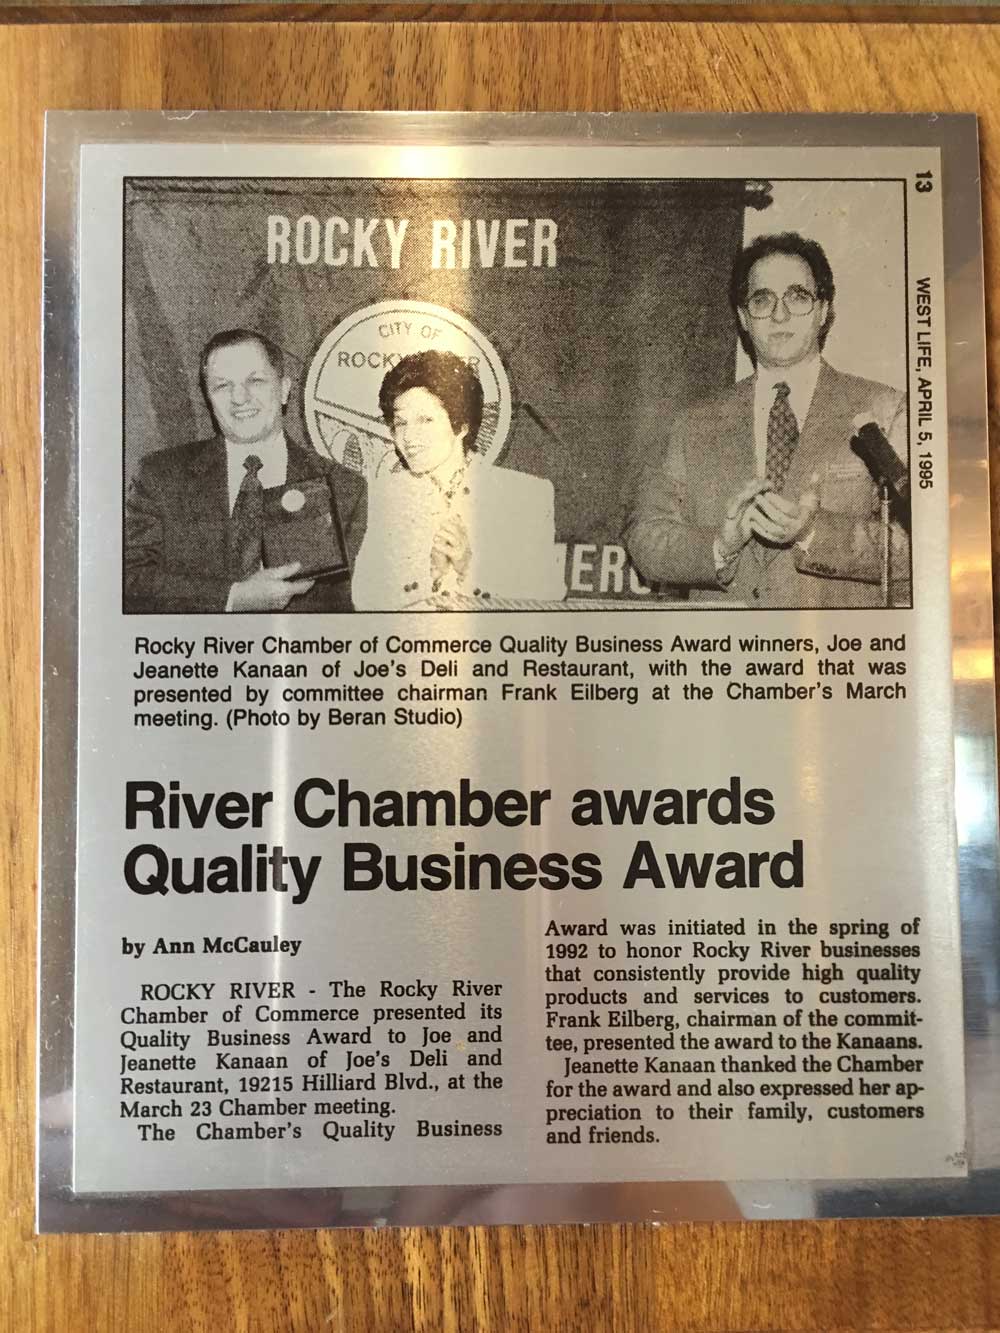 ROCKY RIVER
CITY OF
ROCKY
ER
MERC
13
WEST LIFE, APRIL 5, 1995
Rocky River Chamber of Commerce Quality Business Award winners, Joe and
Jeanette Kanaan of Joe's Deli and Restaurant, with the award that was
presented by committee chairman Frank Eilberg at the Chamber's March
meeting. (Photo by Beran Studio)
River Chamber awards
Quality Business Award
by Ann McCauley
ROCKY RIVER - The Rocky River
Chamber of Commerce presented its
Quality Business Award to Joe and
Jeanette Kanaan of Joe's Deli and
Restaurant, 19215 Hilliard Blvd., at the
March 23 Chamber meeting.
The Chamber's Quality Business
Award was initiated in the spring of
1992 to honor Rocky River businesses
that consistently provide high quality
products and services to customers.
Frank Eilberg, chairman of the commit-
tee, presented the award to the Kanaans.
Jeanette Kanaan thanked the Chamber
for the award and also expressed her ap-
preciation to their family, customers
and friends.